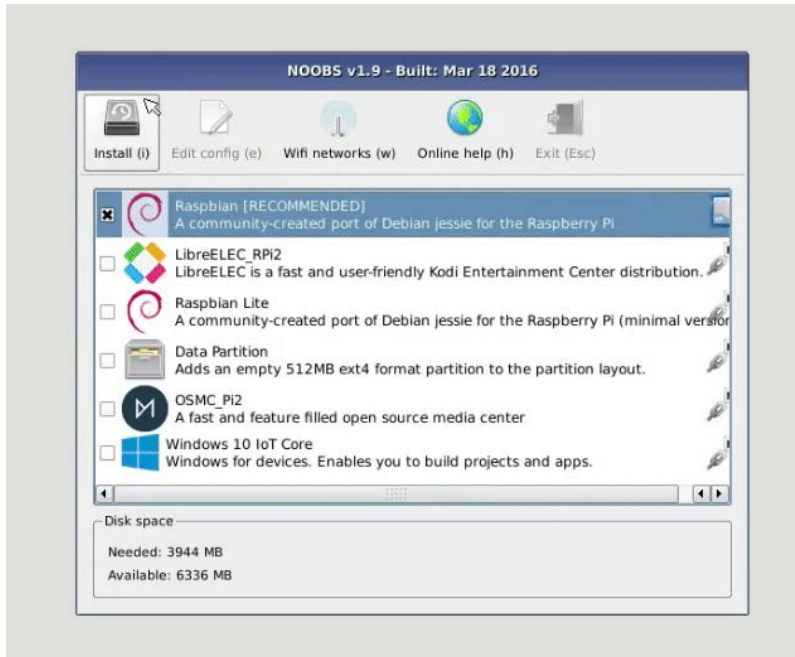 NOOBS v1.9 - Built: Mar 18 2016
Install (i) Edit config (e) Wifi networks (w) Online help (h) Exit (Esc)
Raspbian [RECOMMENDED]
A community-created port of Debian jessie for the Raspberry Pi
LibreELEC_RPi2
LibreELEC is a fast and user-friendly Kodi Entertainment Center distribution.
Raspbian Lite
A community-created port of Debian jessie for the Raspberry Pi (minimal version
Data Partition
Adds an empty 512MB ext4 format partition to the partition layout.
OSMC_Pi2
A fast and feature filled open source media center
Windows 10 IoT Core
Windows for devices. Enables you to build projects and apps.
Disk space
Needed: 3944 MB
Available: 6336 MB